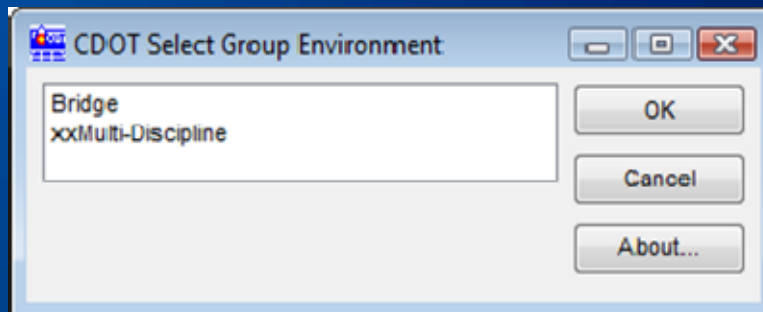 CDOT Select Group Environment
Bridge
xxMulti-Discipline
OK
Cancel
About...